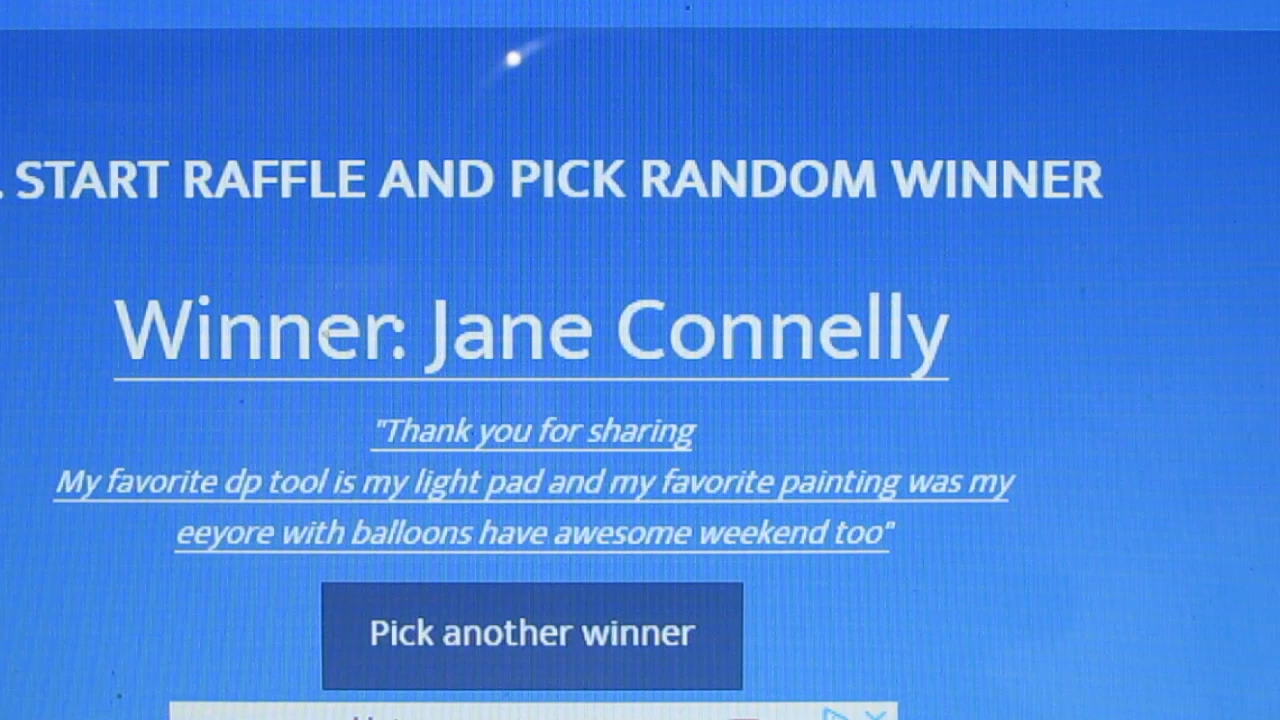 . START RAFFLE AND PICK RANDOM WINNER
Winner: Jane Connelly
"Thank you for sharing
My favorite dp tool is my light pad and my favorite painting was my
eeyore with balloons have awesome weekend too"
Pick another winner